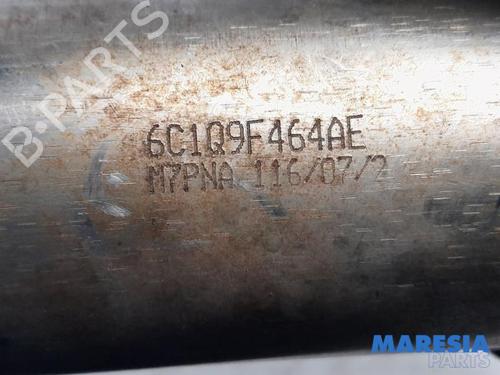 B-PARTS
6C1Q9F464AE
M7PNA 116/07/2
MARESIA
PARTS